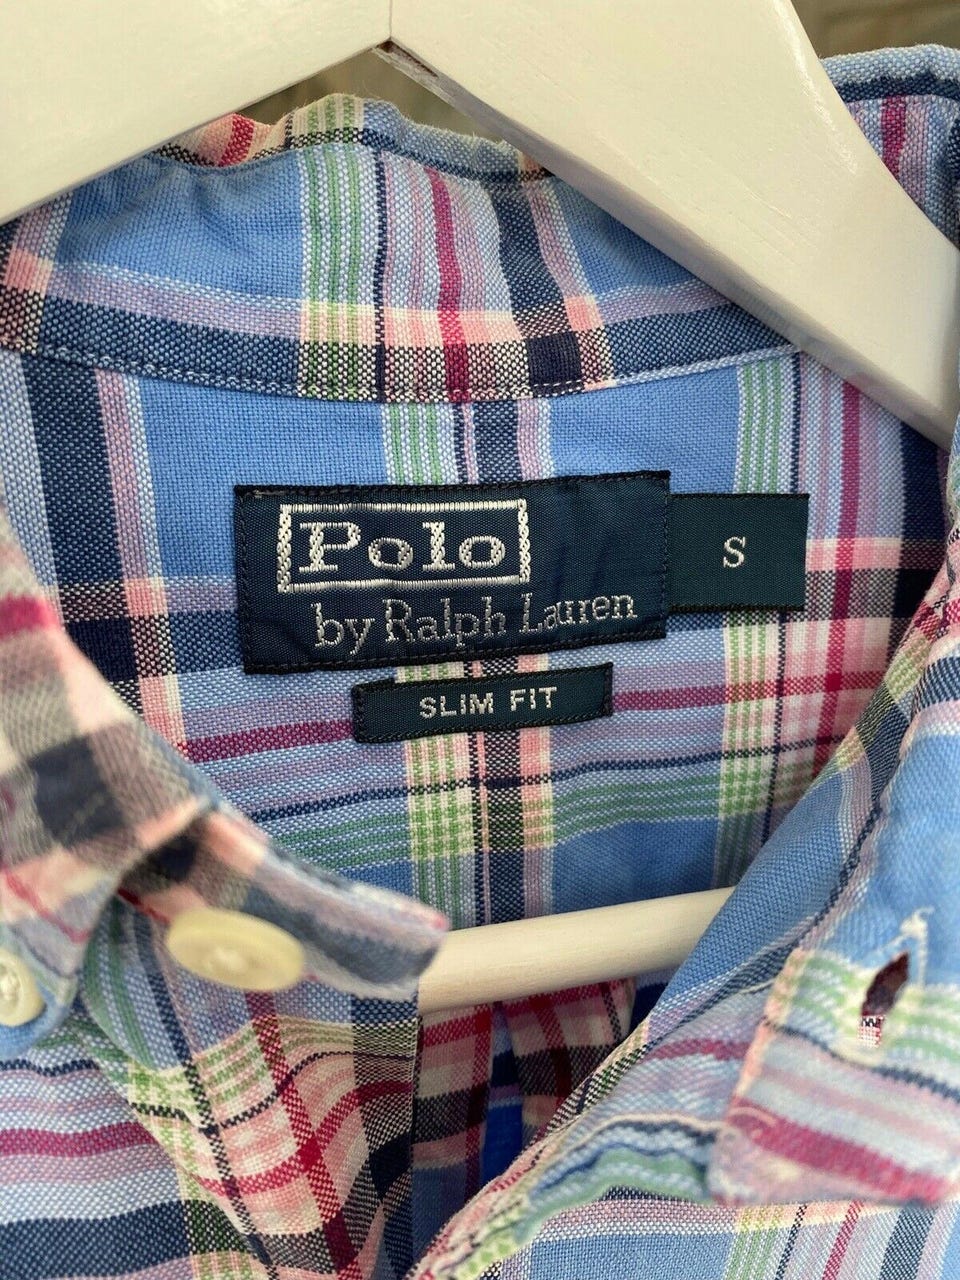 Polo
by Ralph Lauren
S
SLIM FIT